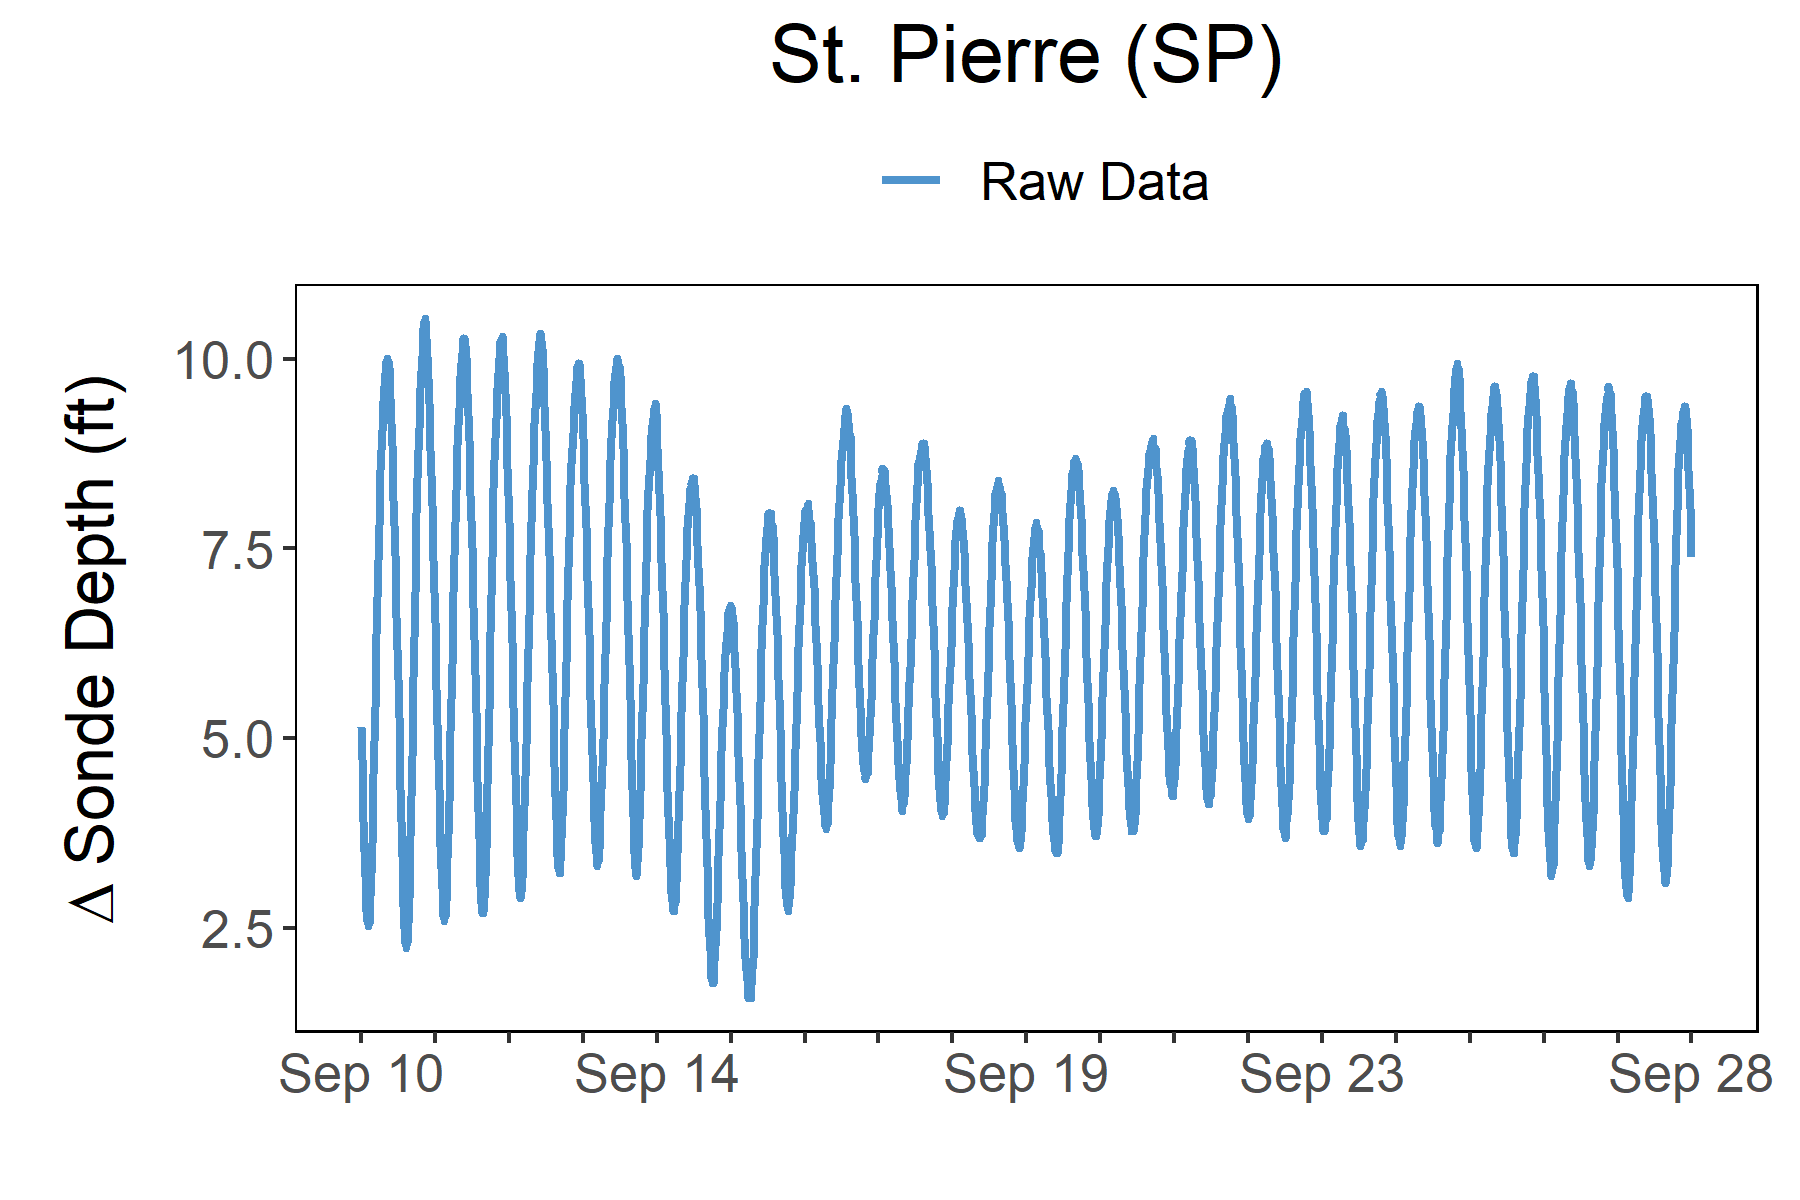 St. Pierre (SP)
Raw Data
Δ Sonde Depth (ft)
10.0
7.5
5.0
2.5
Sep 10 Sep 14 Sep 19 Sep 23 Sep 28